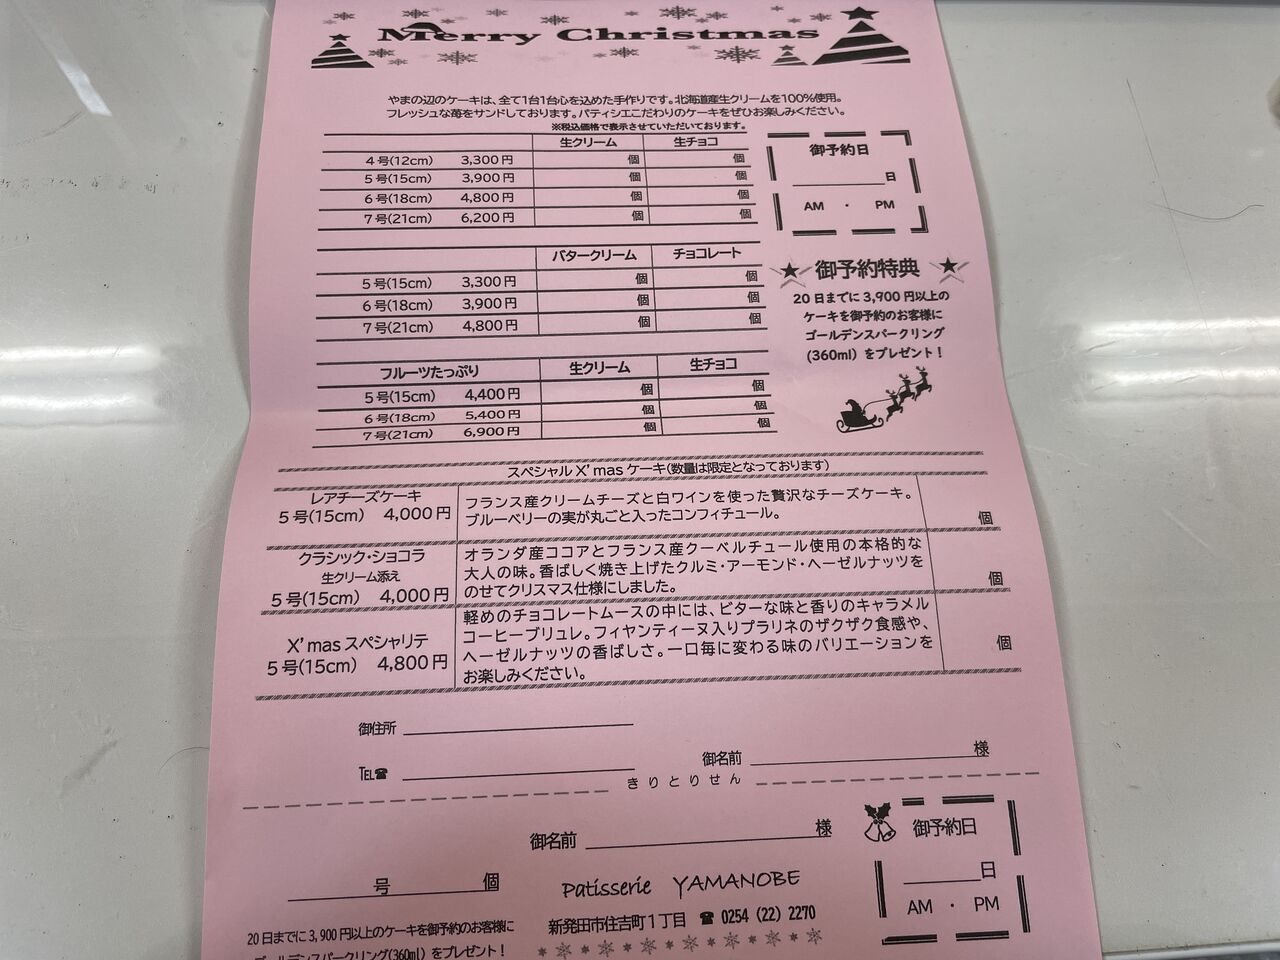 Merry Christmas
やまの辺のケーキは、全て1台1台心を込めた手作りです。北海道産生クリームを100%使用。
フレッシュな苺をサンドしております。パティシエこだわりのケーキをぜひお楽しみください。
※税込価格で表示させていただいております。
生クリーム 生チョコ
4号(12cm) 3,300円 個 個
5号(15cm) 3,900円 個 個
6号(18cm) 4,800円 個 個
7号(21cm) 6,200円 個 個
御予約日
日
AM ・ PM
バタークリーム チョコレート
5号(15cm) 3,300円 個 個
6号(18cm) 3,900円 個 個
7号(21cm) 4,800円 個 個
御予約特典
20日までに3,900円以上の
ケーキを御予約のお客様に
ゴールデンスパークリング
(360ml)をプレゼント!
フルーツたっぷり 生クリーム 生チョコ
5号(15cm) 4,400円 個 個
6号(18cm) 5,400円 個 個
7号(21cm) 6,900円 個 個
スペシャルX'masケーキ(数量は限定となっております)
レアチーズケーキ
5号(15cm) 4,000円
フランス産クリームチーズと白ワインを使った贅沢なチーズケーキ。
ブルーベリーの実が丸ごと入ったコンフィチュール。
個
クラシック・ショコラ
生クリーム添え
5号(15cm) 4,000円
オランダ産ココアとフランス産クーベルチュール使用の本格的な
大人の味。香ばしく焼き上げたクルミ・アーモンド・ヘーゼルナッツを
のせてクリスマス仕様にしました。
個
X'masスペシャリテ
5号(15cm) 4,800円
軽めのチョコレートムースの中には、ビターな味と香りのキャラメル
コーヒーブリュレ。フィヤンティーヌ入りプラリネのザクザク食感や、
ヘーゼルナッツの香ばしさ。一口毎に変わる味のバリエーションを
お楽しみください。
個
御住所
TEL☎
御名前 様
きりとりせん
御名前 様
御予約日
日
AM ・ PM
号 個
Patisserie YAMANOBE
新発田市住吉町1丁目 ☎ 0254 (22) 2270
20日までに3,900円以上のケーキを御予約のお客様に
ゴールデンスパークリング(360ml)をプレゼント!